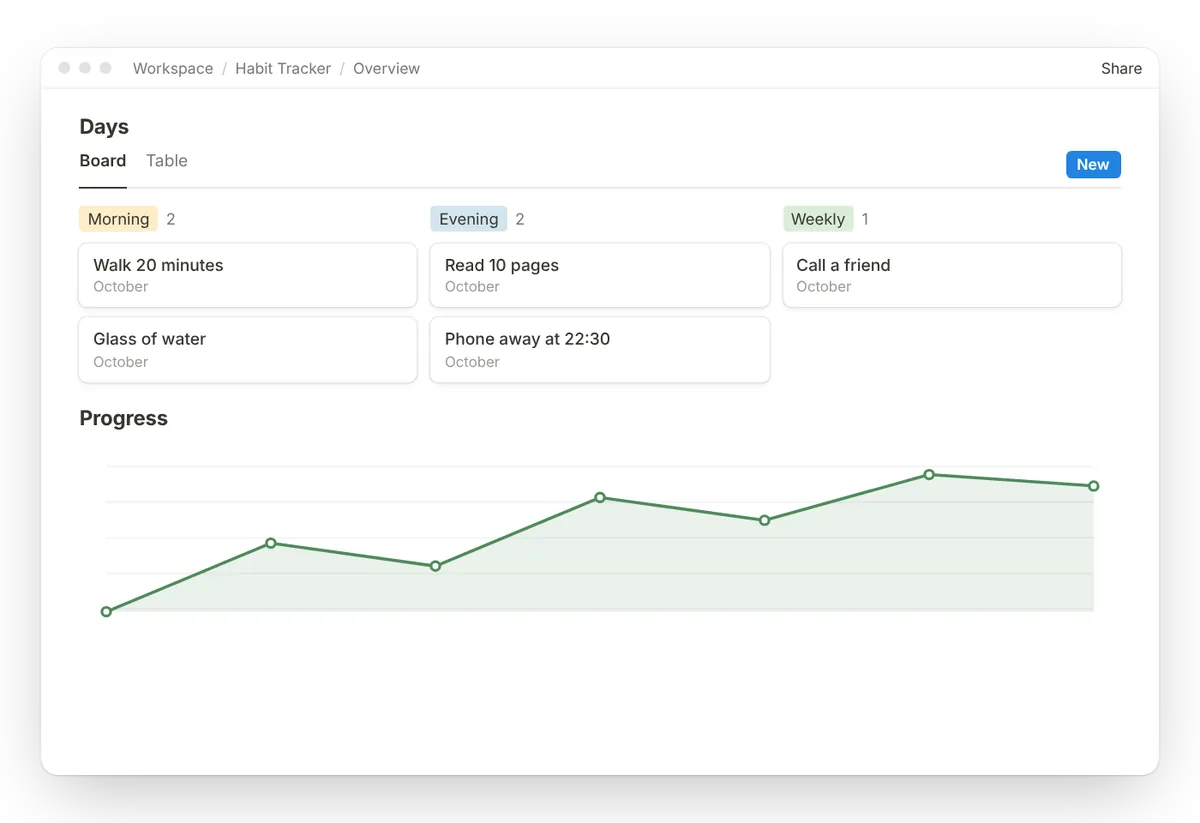 Workspace / Habit Tracker / Overview
Share
Days
Board
Table
New
Morning 2
Walk 20 minutes
October
Glass of water
October
Evening 2
Read 10 pages
October
Phone away at 22:30
October
Weekly 1
Call a friend
October
Progress